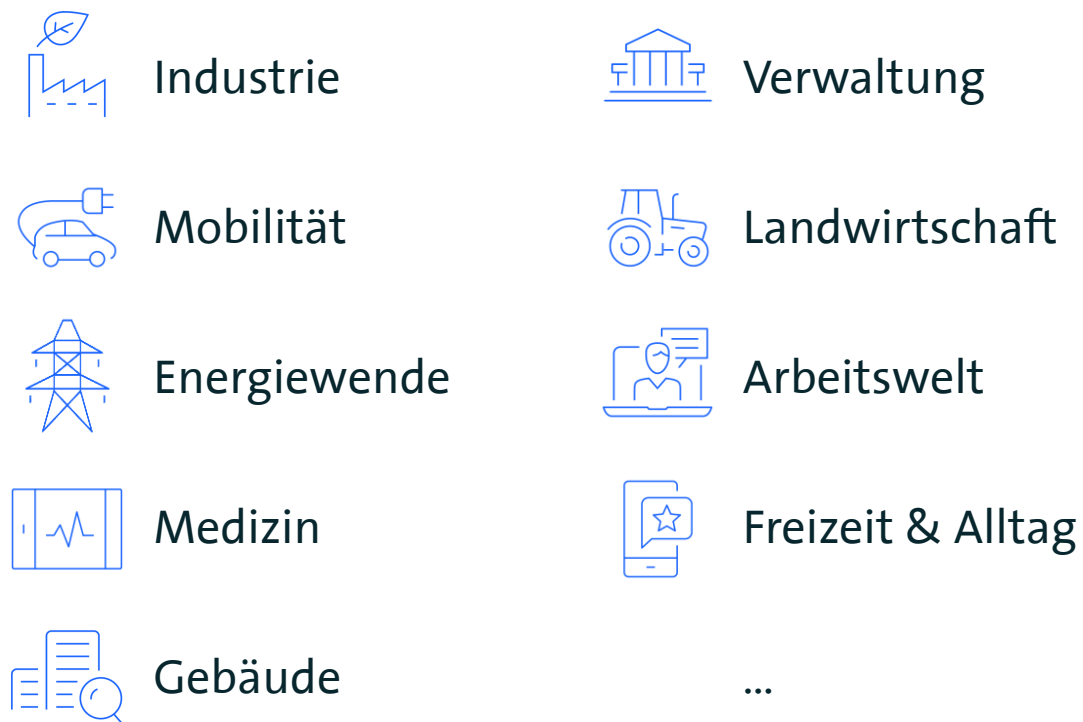 Industrie
Verwaltung
Mobilität
Landwirtschaft
Energiewende
Arbeitswelt
Medizin
Freizeit & Alltag
Gebäude
...